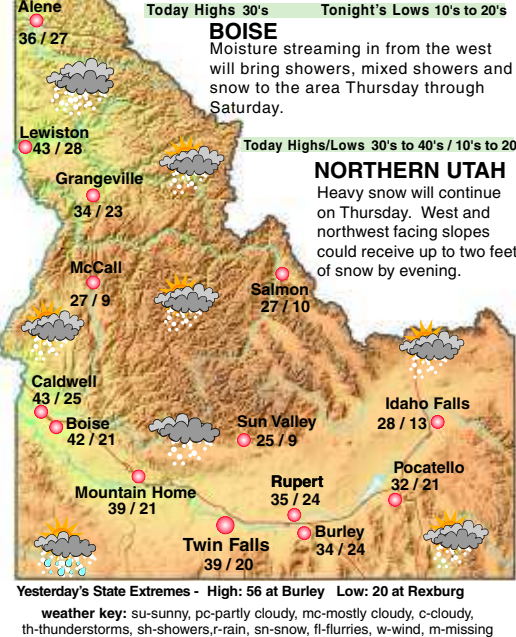 Today Highs 30's Tonight's Lows 10's to 20's
BOISE
Moisture streaming in from the west
will bring showers, mixed showers and
snow to the area Thursday through
Saturday.
Today Highs/Lows 30's to 40's / 10's to 20
NORTHERN UTAH
Heavy snow will continue
on Thursday. West and
northwest facing slopes
could receive up to two feet
of snow by evening.
Alene
36 / 27
Lewiston
43 / 28
Grangeville
34 / 23
McCall
27 / 9
Salmon
27 / 10
Caldwell
43 / 25
Boise
42 / 21
Sun Valley
25 / 9
Idaho Falls
28 / 13
Pocatello
32 / 21
Mountain Home
39 / 21
Rupert
35 / 24
Burley
34 / 24
Twin Falls
39 / 20
Yesterday's State Extremes - High: 56 at Burley Low: 20 at Rexburg
weather key: su-sunny, pc-partly cloudy, mc-mostly cloudy, c-cloudy,
th-thunderstorms, sh-showers,r-rain, sn-snow, fl-flurries, w-wind, m-missing